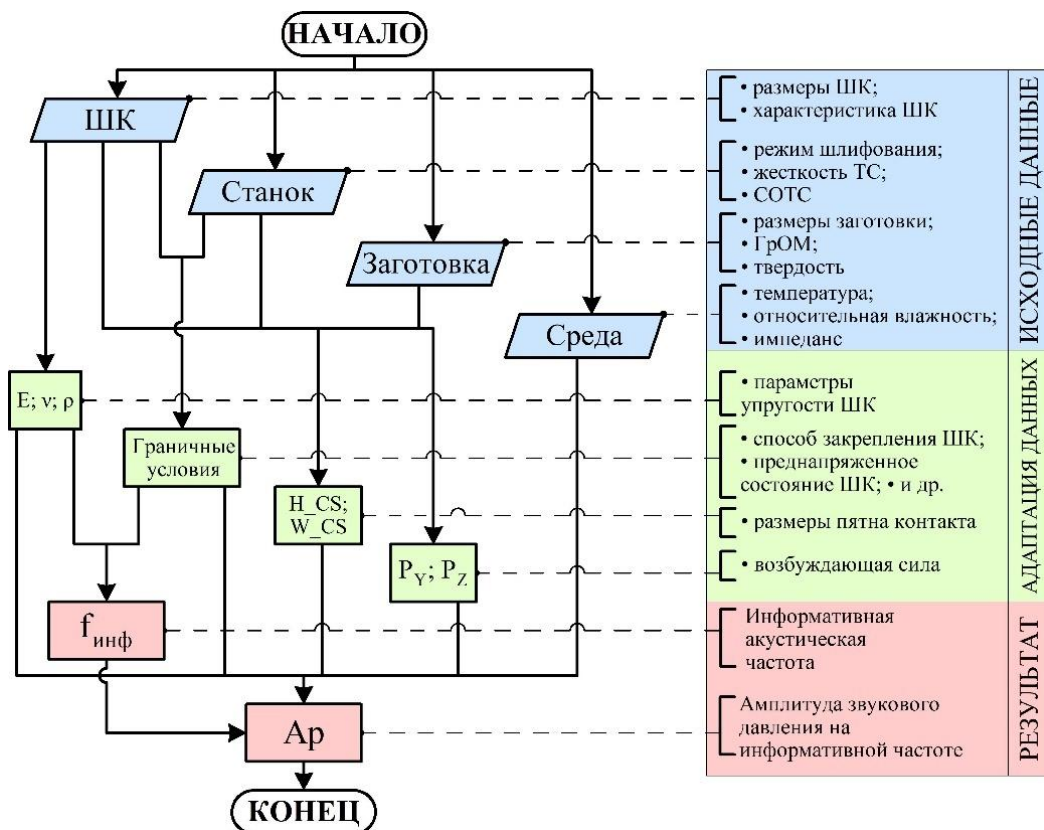 НАЧАЛО
ШК
Станок
Заготовка
Среда
E; ν; ρ
Граничные
условия
H_CS;
W_CS
P_Y; P_Z
f_инф
Ap
КОНЕЦ
• размеры ШК;
• характеристика ШК
• режим шлифования;
• жесткость ТС;
• СОТС
• размеры заготовки;
• ГрОМ;
• твердость
• температура;
• относительная влажность;
• импеданс
ИСХОДНЫЕ ДАННЫЕ
• параметры
упругости ШК
• способ закрепления ШК;
• преднапряженное
состояние ШК; • и др.
• размеры пятна контакта
• возбуждающая сила
АДАПТАЦИЯ ДАННЫХ
Информативная
акустическая
частота
Амплитуда звукового
давления на
информативной частоте
РЕЗУЛЬТАТ